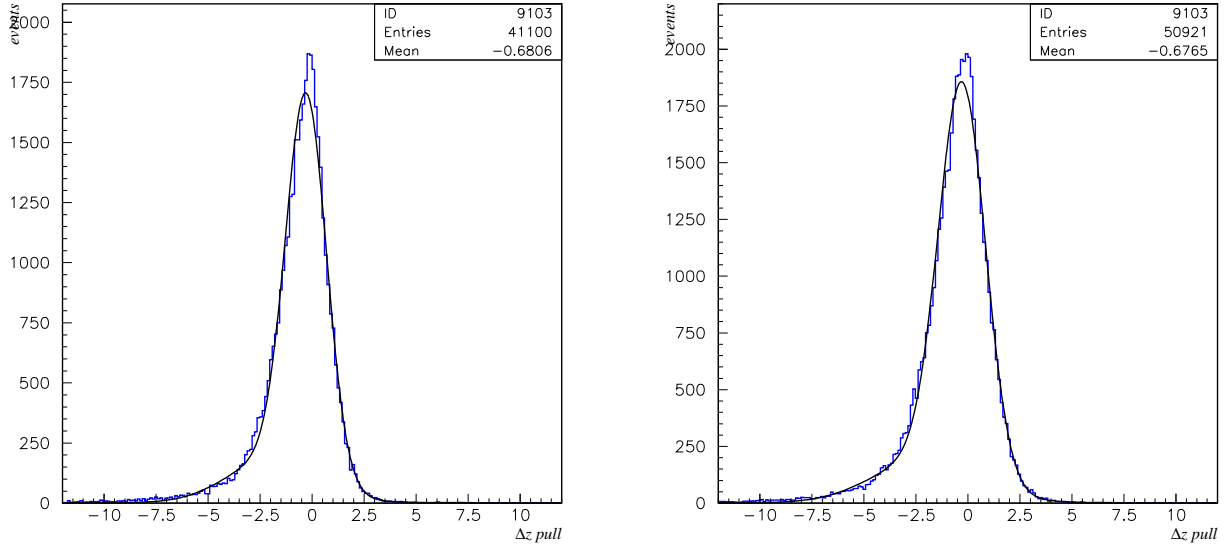 events
ID 9103
Entries 41100
Mean −0.6806
2000
1750
1500
1250
1000
750
500
250
0
−10 −7.5 −5 −2.5 0 2.5 5 7.5 10
Δz pull
events
ID 9103
Entries 50921
Mean −0.6765
2000
1750
1500
1250
1000
750
500
250
0
−10 −7.5 −5 −2.5 0 2.5 5 7.5 10
Δz pull